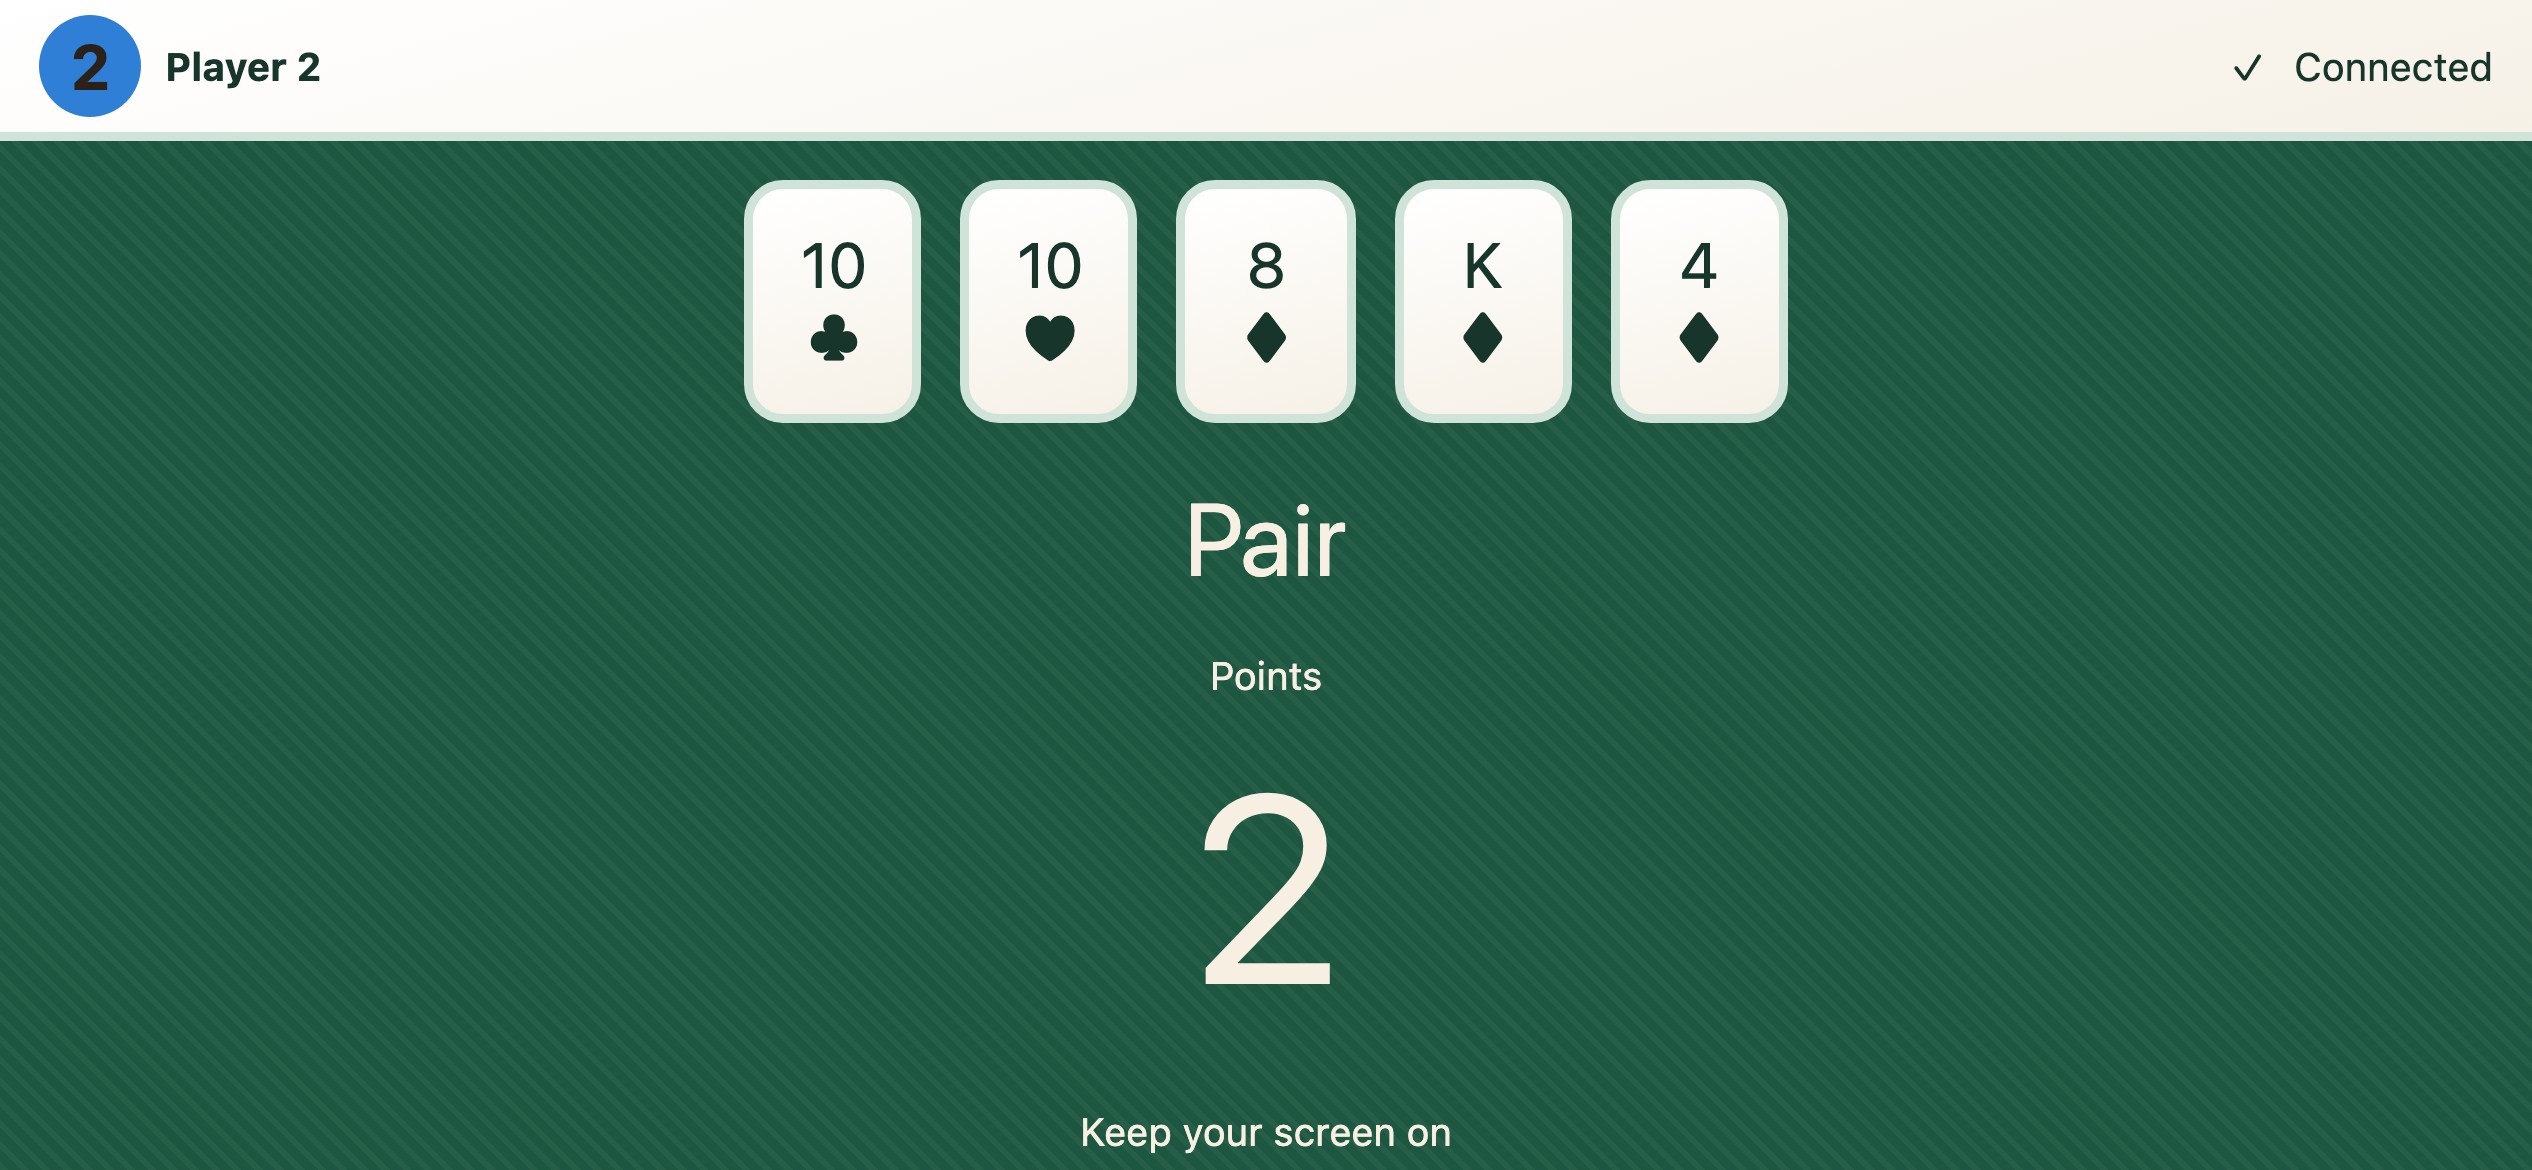 2 Player 2
✓ Connected
10 10 8 K 4
♣ ♥ ♦ ♦ ♦
Pair
Points
2
Keep your screen on